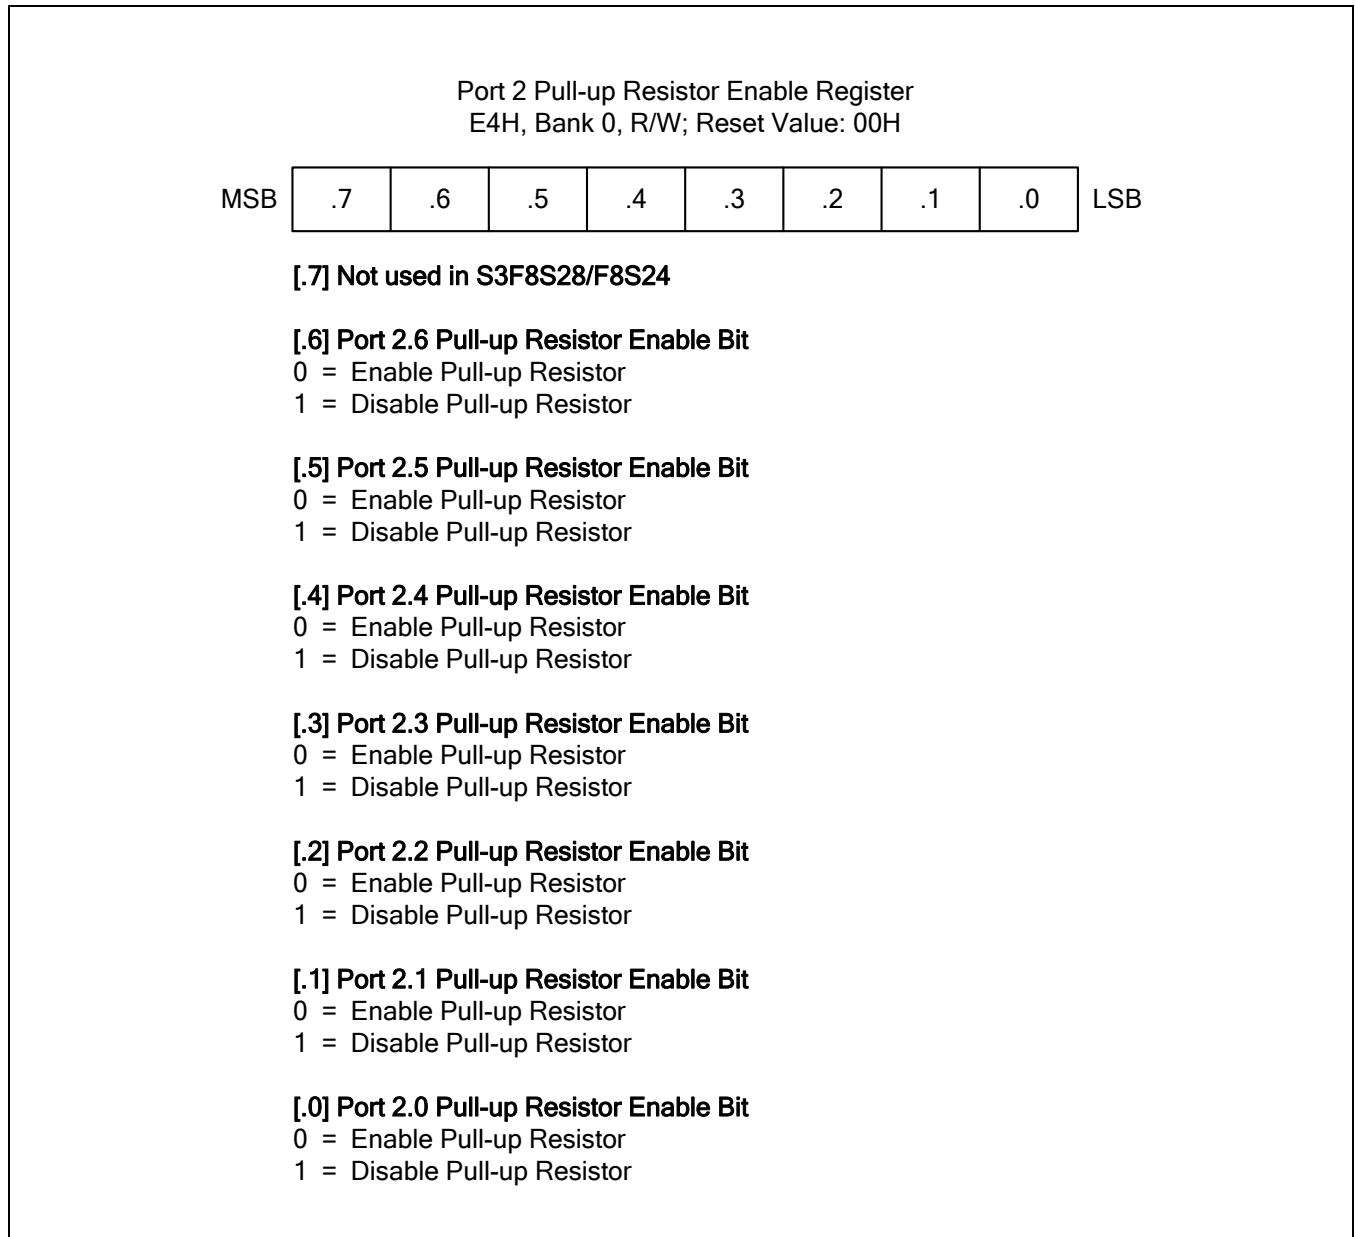 Port 2 Pull-up Resistor Enable Register
E4H, Bank 0, R/W; Reset Value: 00H
MSB .7 .6 .5 .4 .3 .2 .1 .0 LSB
[.7] Not used in S3F8S28/F8S24
[.6] Port 2.6 Pull-up Resistor Enable Bit
0 = Enable Pull-up Resistor
1 = Disable Pull-up Resistor
[.5] Port 2.5 Pull-up Resistor Enable Bit
0 = Enable Pull-up Resistor
1 = Disable Pull-up Resistor
[.4] Port 2.4 Pull-up Resistor Enable Bit
0 = Enable Pull-up Resistor
1 = Disable Pull-up Resistor
[.3] Port 2.3 Pull-up Resistor Enable Bit
0 = Enable Pull-up Resistor
1 = Disable Pull-up Resistor
[.2] Port 2.2 Pull-up Resistor Enable Bit
0 = Enable Pull-up Resistor
1 = Disable Pull-up Resistor
[.1] Port 2.1 Pull-up Resistor Enable Bit
0 = Enable Pull-up Resistor
1 = Disable Pull-up Resistor
[.0] Port 2.0 Pull-up Resistor Enable Bit
0 = Enable Pull-up Resistor
1 = Disable Pull-up Resistor